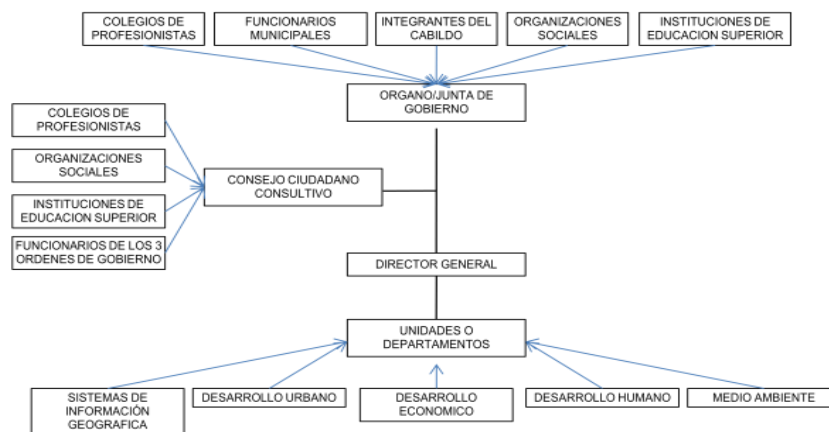 COLEGIOS DE
PROFESIONISTAS
FUNCIONARIOS
MUNICIPALES
INTEGRANTES DEL
CABILDO
ORGANIZACIONES
SOCIALES
INSTITUCIONES DE
EDUCACION SUPERIOR
ORGANO/JUNTA DE
GOBIERNO
COLEGIOS DE
PROFESIONISTAS
ORGANIZACIONES
SOCIALES
INSTITUCIONES DE
EDUCACION SUPERIOR
FUNCIONARIOS DE LOS 3
ORDENES DE GOBIERNO
CONSEJO CIUDADANO
CONSULTIVO
DIRECTOR GENERAL
UNIDADES O
DEPARTAMENTOS
SISTEMAS DE
INFORMACIÓN
GEOGRAFICA
DESARROLLO URBANO
DESARROLLO
ECONOMICO
DESARROLLO HUMANO
MEDIO AMBIENTE